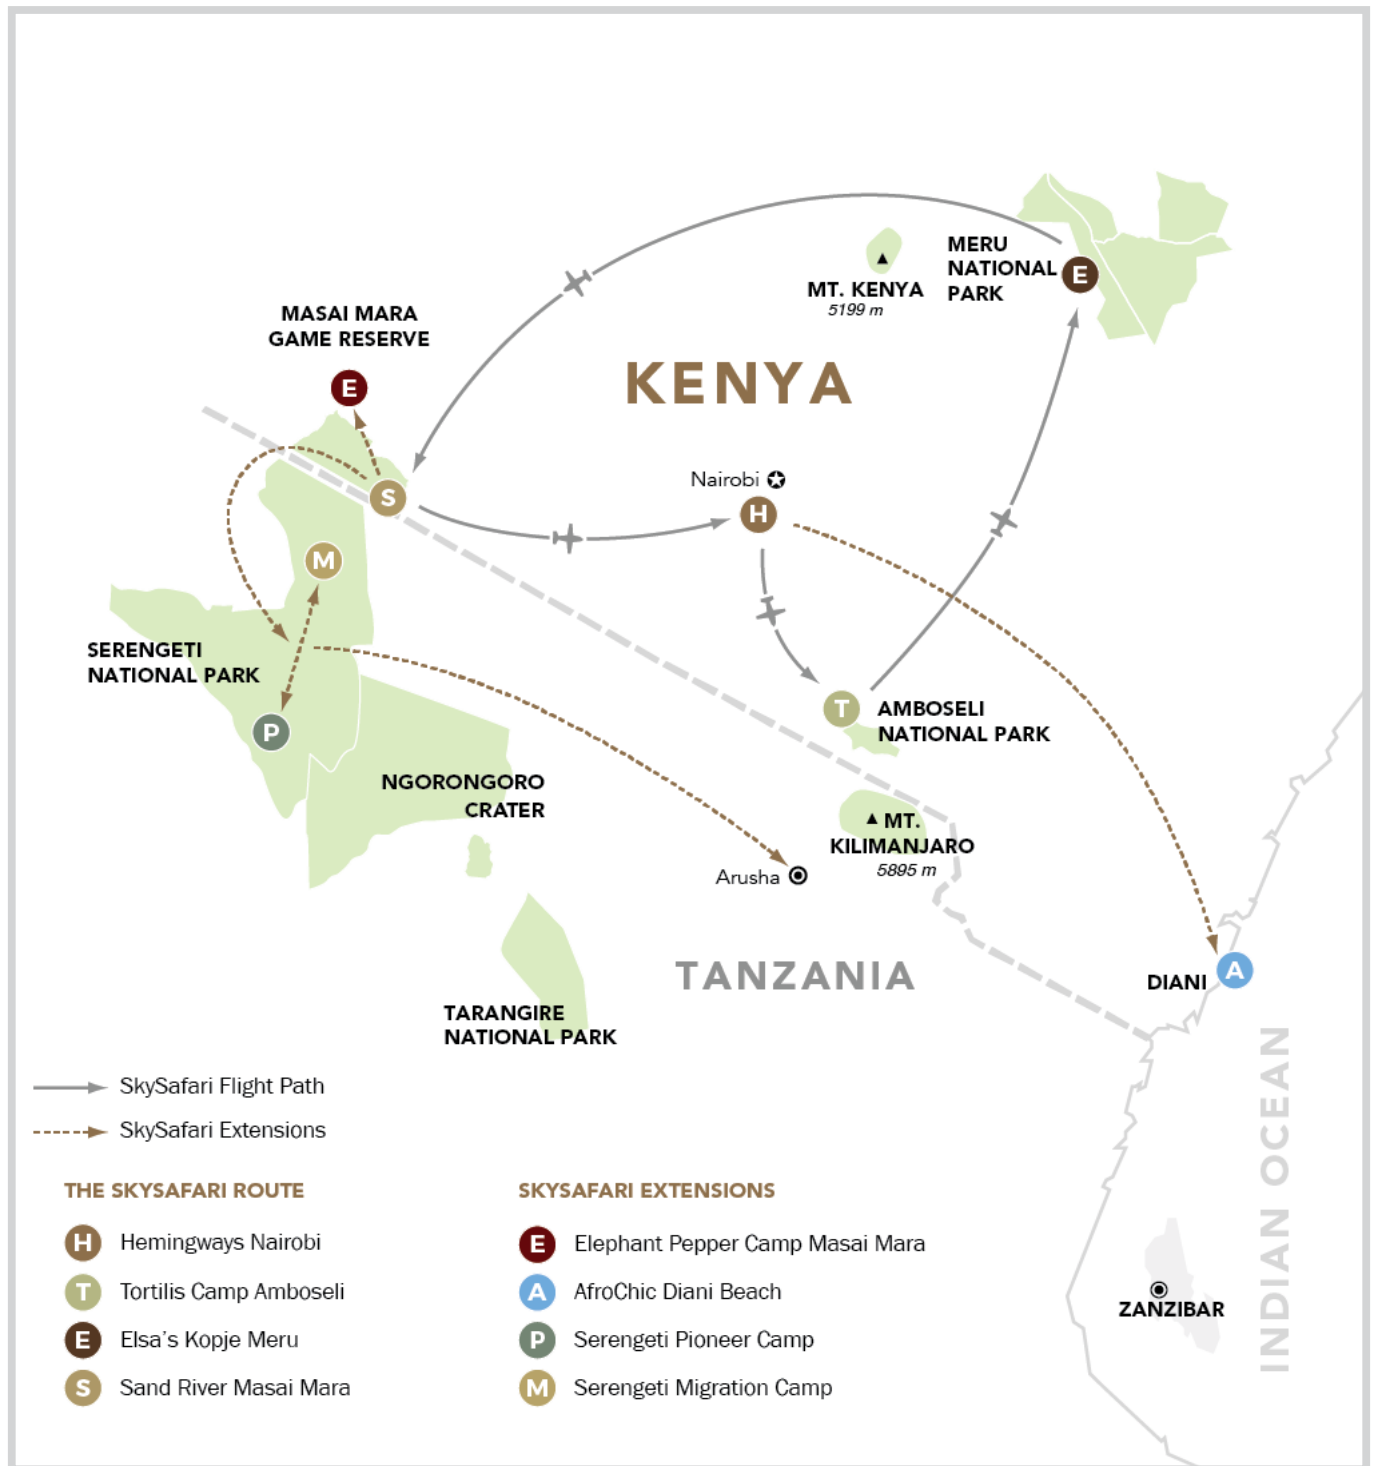 MERU
NATIONAL
PARK
E
MT. KENYA
5199 m
MASAI MARA
GAME RESERVE
E
KENYA
Nairobi
H
S
M
SERENGETI
NATIONAL PARK
P
T
AMBOSELI
NATIONAL PARK
NGORONGORO
CRATER
MT.
KILIMANJARO
5895 m
Arusha
TANZANIA
DIANI
A
TARANGIRE
NATIONAL PARK
INDIAN OCEAN
ZANZIBAR
SkySafari Flight Path
SkySafari Extensions
THE SKYSAFARI ROUTE
H Hemingways Nairobi
T Tortilis Camp Amboseli
E Elsa's Kopje Meru
S Sand River Masai Mara
SKYSAFARI EXTENSIONS
E Elephant Pepper Camp Masai Mara
A AfroChic Diani Beach
P Serengeti Pioneer Camp
M Serengeti Migration Camp